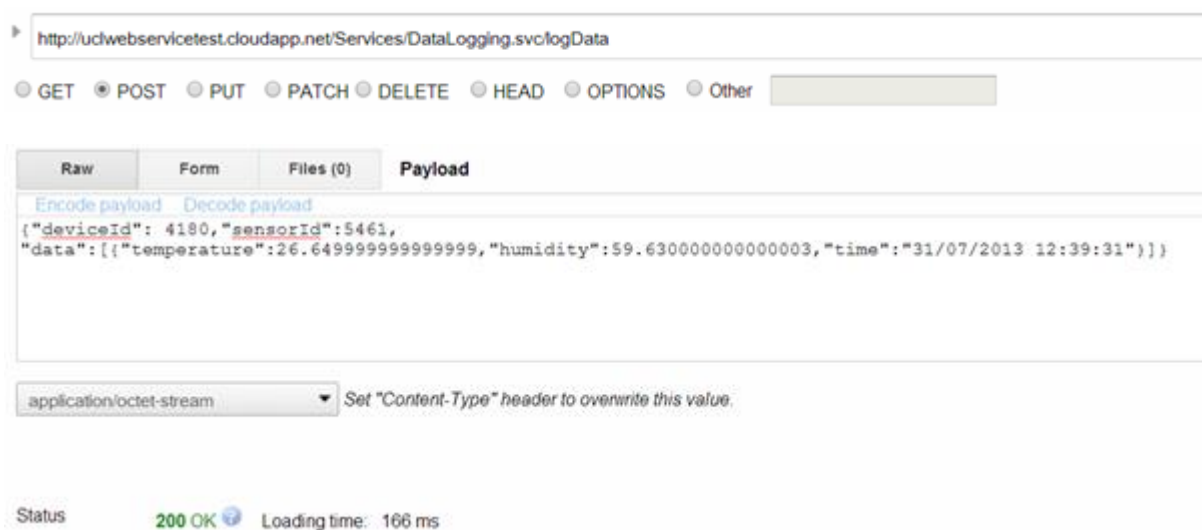 http://uclwebservicetest.cloudapp.net/Services/DataLogging.svc/logData
GET POST PUT PATCH DELETE HEAD OPTIONS Other
Raw Form Files (0) Payload
Encode payload Decode payload
{"deviceId": 4180,"sensorId":5461,
"data":[{"temperature":26.649999999999999,"humidity":59.630000000000003,"time":"31/07/2013 12:39:31"}]}
application/octet-stream Set "Content-Type" header to overwrite this value.
Status 200 OK Loading time: 166 ms